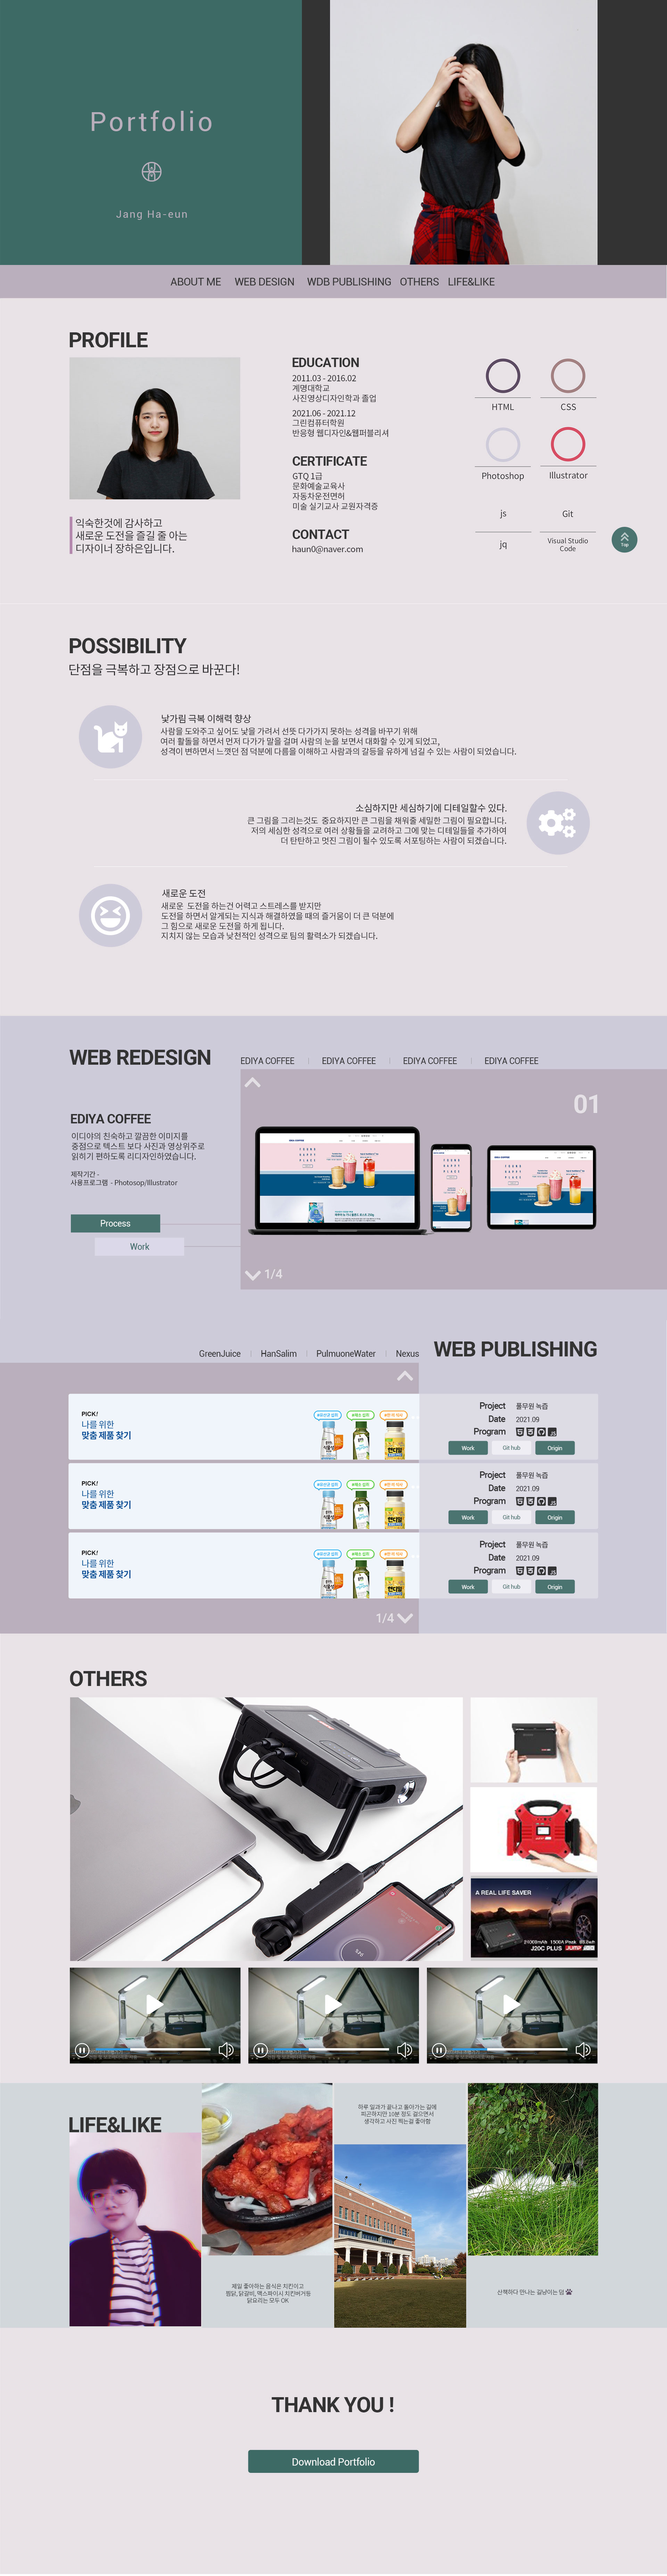 Portfolio
Jang Ha-eun
ABOUT ME WEB DESIGN WDB PUBLISHING OTHERS LIFE&LIKE
PROFILE
익숙한것에 감사하고
새로운 도전을 즐길 줄 아는
디자이너 장하은입니다.
EDUCATION
2011.03 - 2016.02
계명대학교
사진영상디자인학과 졸업
2021.06 - 2021.12
그린컴퓨터학원
반응형 웹디자인&웹퍼블리셔
CERTIFICATE
GTQ 1급
문화예술교육사
자동차운전면허
미술 실기교사 교원자격증
CONTACT
haun0@naver.com
HTML
CSS
Photoshop
Illustrator
js
Git
jq
Visual Studio
Code
Top
POSSIBILITY
단점을 극복하고 장점으로 바꾼다!
낯가림 극복 이해력 향상
사람을 도와주고 싶어도 낯을 가려서 선뜻 다가가지 못하는 성격을 바꾸기 위해
여러 활동을 하면서 먼저 다가가 말을 걸며 사람의 눈을 보면서 대화할 수 있게 되었고,
성격이 변하면서 느꼇던 점 덕분에 다름을 이해하고 사람과의 갈등을 유하게 넘길 수 있는 사람이 되었습니다.
소심하지만 세심하기에 디테일할수 있다.
큰 그림을 그리는것도 중요하지만 큰 그림을 채워줄 세밀한 그림이 필요합니다.
저의 세심한 성격으로 여러 상황들을 고려하고 그에 맞는 디테일들을 추가하여
더 탄탄하고 멋진 그림이 될수 있도록 서포팅하는 사람이 되겠습니다.
새로운 도전
새로운 도전을 하는건 어렵고 스트레스를 받지만
도전을 하면서 알게되는 지식과 해결하였을 때의 즐거움이 더 큰 덕분에
그 힘으로 새로운 도전을 하게 됩니다.
지치지 않는 모습과 낯천적인 성격으로 팀의 활력소가 되겠습니다.
WEB REDESIGN
EDIYA COFFEE EDIYA COFFEE EDIYA COFFEE EDIYA COFFEE
01
EDIYA COFFEE
이디야의 친숙하고 깔끔한 이미지를
중점으로 텍스트 보다 사진과 영상위주로
읽히기 편하도록 리디자인하였습니다.
제작기간 -
사용프로그램 - Photosop/Illustrator
Process
Work
1/4
GreenJuice HanSalim PulmuoneWater Nexus
WEB PUBLISHING
PICK!
나를 위한
맞춤 제품 찾기
Project 풀무원 녹즙
Date 2021.09
Program
Work Git hub Origin
PICK!
나를 위한
맞춤 제품 찾기
Project 풀무원 녹즙
Date 2021.09
Program
Work Git hub Origin
PICK!
나를 위한
맞춤 제품 찾기
Project 풀무원 녹즙
Date 2021.09
Program
Work Git hub Origin
1/4
OTHERS
A REAL LIFE SAVER
J20C PLUS
LIFE&LIKE
하루 일과가 끝나고 돌아가는 길에
피곤하지만 10분 정도 걸으면서
생각하고 사진 찍는걸 좋아함
제일 좋아하는 음식은 치킨이고
찜닭, 닭갈비, 맥스파이시 치킨버거등
닭요리는 모두 OK
산책하다 만나는 길냥이는 덤
THANK YOU !
Download Portfolio